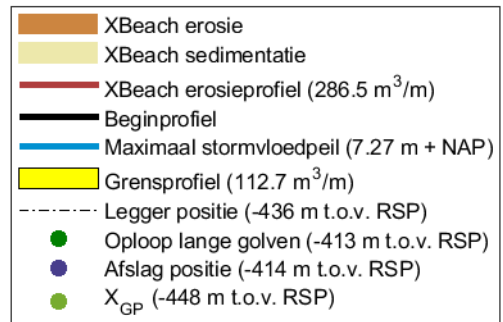 XBeach erosie
XBeach sedimentatie
XBeach erosieprofiel (286.5 m³/m)
Beginprofiel
Maximaal stormvloedpeil (7.27 m + NAP)
Grensprofiel (112.7 m³/m)
Legger positie (-436 m t.o.v. RSP)
Oploop lange golven (-413 m t.o.v. RSP)
Afslag positie (-414 m t.o.v. RSP)
X_GP (-448 m t.o.v. RSP)